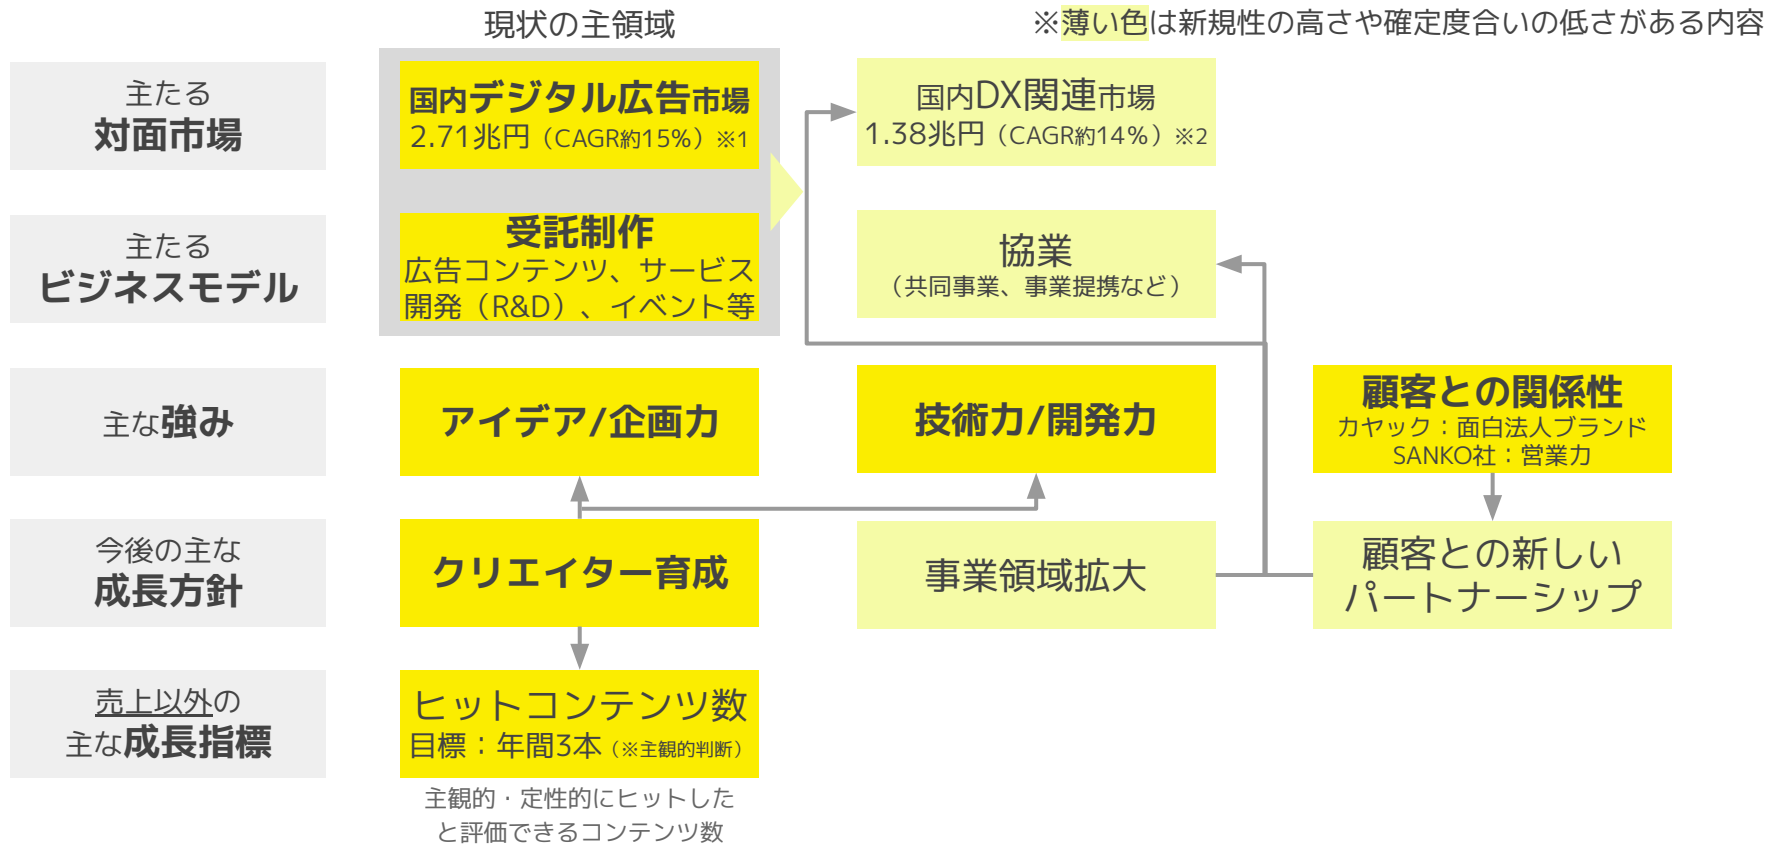 現状の主領域
※薄い色は新規性の高さや確定度合いの低さがある内容
主たる
対面市場
国内デジタル広告市場
2.71兆円（CAGR約15%）※1
国内DX関連市場
1.38兆円（CAGR約14%）※2
主たる
ビジネスモデル
受託制作
広告コンテンツ、サービス
開発（R&D）、イベント等
協業
（共同事業、事業提携など）
主な強み
アイデア/企画力
技術力/開発力
顧客との関係性
カヤック：面白法人ブランド
SANKO社：営業力
今後の主な
成長方針
クリエイター育成
事業領域拡大
顧客との新しい
パートナーシップ
売上以外の
主な成長指標
ヒットコンテンツ数
目標：年間3本（※主観的判断）
主観的・定性的にヒットした
と評価できるコンテンツ数